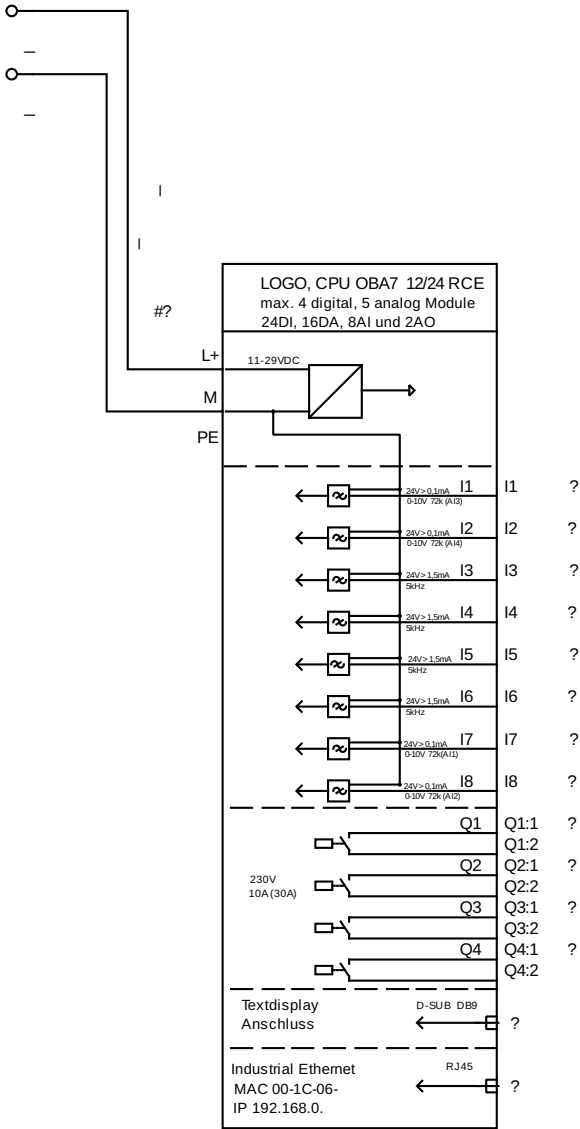 LOGO, CPU OBA7 12/24 RCE
max. 4 digital, 5 analog Module
24DI, 16DA, 8AI und 2AO
#?
L+ 11-29VDC
M
PE
24V> 0,1mA I1 I1 ?
0-10V 72k (AI3)
24V> 0,1mA I2 I2 ?
0-10V 72k (AI4)
24V> 1,5mA I3 I3 ?
5kHz
24V> 1,5mA I4 I4 ?
5kHz
24V> 1,5mA I5 I5 ?
5kHz
24V> 1,5mA I6 I6 ?
5kHz
24V> 0,1mA I7 I7 ?
0-10V 72k(AI1)
24V> 0,1mA I8 I8 ?
0-10V 72k (AI2)
Q1 Q1:1 ?
Q1:2
Q2 Q2:1 ?
230V
10A (30A) Q2:2
Q3 Q3:1 ?
Q3:2
Q4 Q4:1 ?
Q4:2
Textdisplay D-SUB DB9
Anschluss ?
Industrial Ethernet RJ45
MAC 00-1C-06- ?
IP 192.168.0.